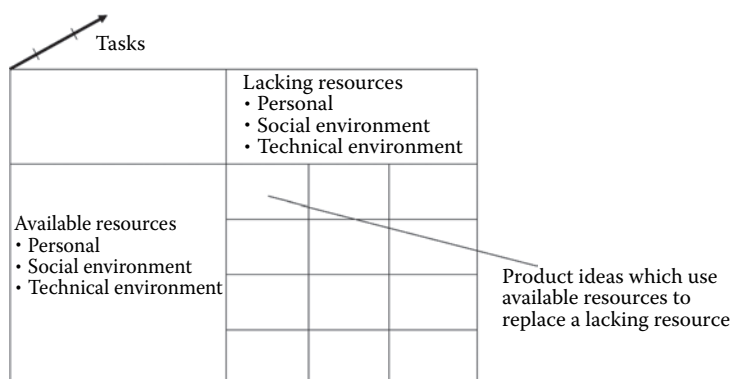 Tasks
Lacking resources
• Personal
• Social environment
• Technical environment
Available resources
• Personal
• Social environment
• Technical environment
Product ideas which use
available resources to
replace a lacking resource